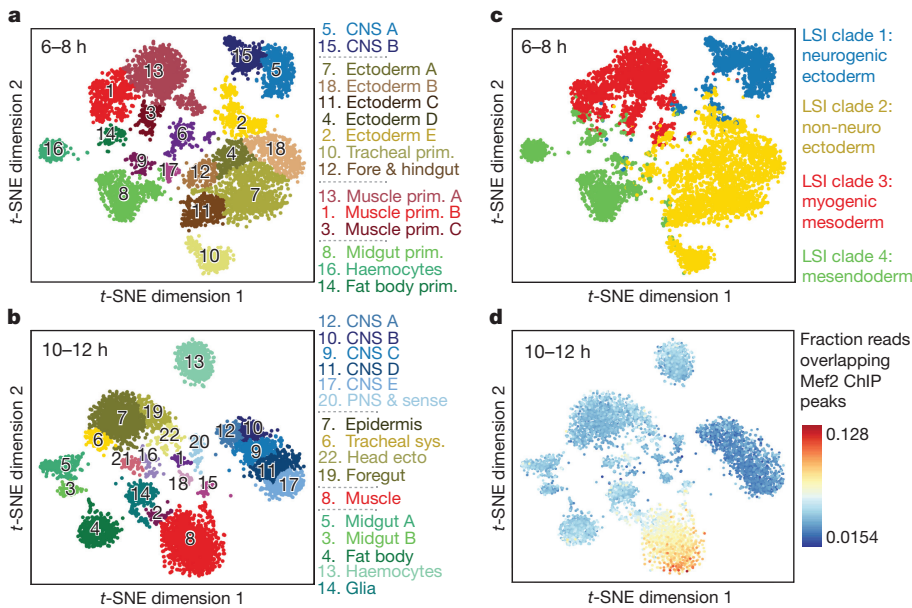 a
6–8 h
13
15
5
1
3
14
6
2
16
9
17
12
4
18
8
11
7
10
t-SNE dimension 2
t-SNE dimension 1
5. CNS A
15. CNS B
7. Ectoderm A
18. Ectoderm B
11. Ectoderm C
4. Ectoderm D
2. Ectoderm E
10. Tracheal prim.
12. Fore & hindgut
13. Muscle prim. A
1. Muscle prim. B
3. Muscle prim. C
8. Midgut prim.
16. Haemocytes
14. Fat body prim.
c
6–8 h
t-SNE dimension 2
t-SNE dimension 1
LSI clade 1:
neurogenic
ectoderm
LSI clade 2:
non-neuro
ectoderm
LSI clade 3:
myogenic
mesoderm
LSI clade 4:
mesendoderm
b
10–12 h
13
7
19
6
22
20
12
10
9
5
21
16
1
11
3
14
18
15
17
4
2
8
t-SNE dimension 2
t-SNE dimension 1
12. CNS A
10. CNS B
9. CNS C
11. CNS D
17. CNS E
20. PNS & sense
7. Epidermis
6. Tracheal sys.
22. Head ecto
19. Foregut
8. Muscle
5. Midgut A
3. Midgut B
4. Fat body
13. Haemocytes
14. Glia
d
10–12 h
t-SNE dimension 2
t-SNE dimension 1
Fraction reads
overlapping
Mef2 ChIP
peaks
0.128
0.0154